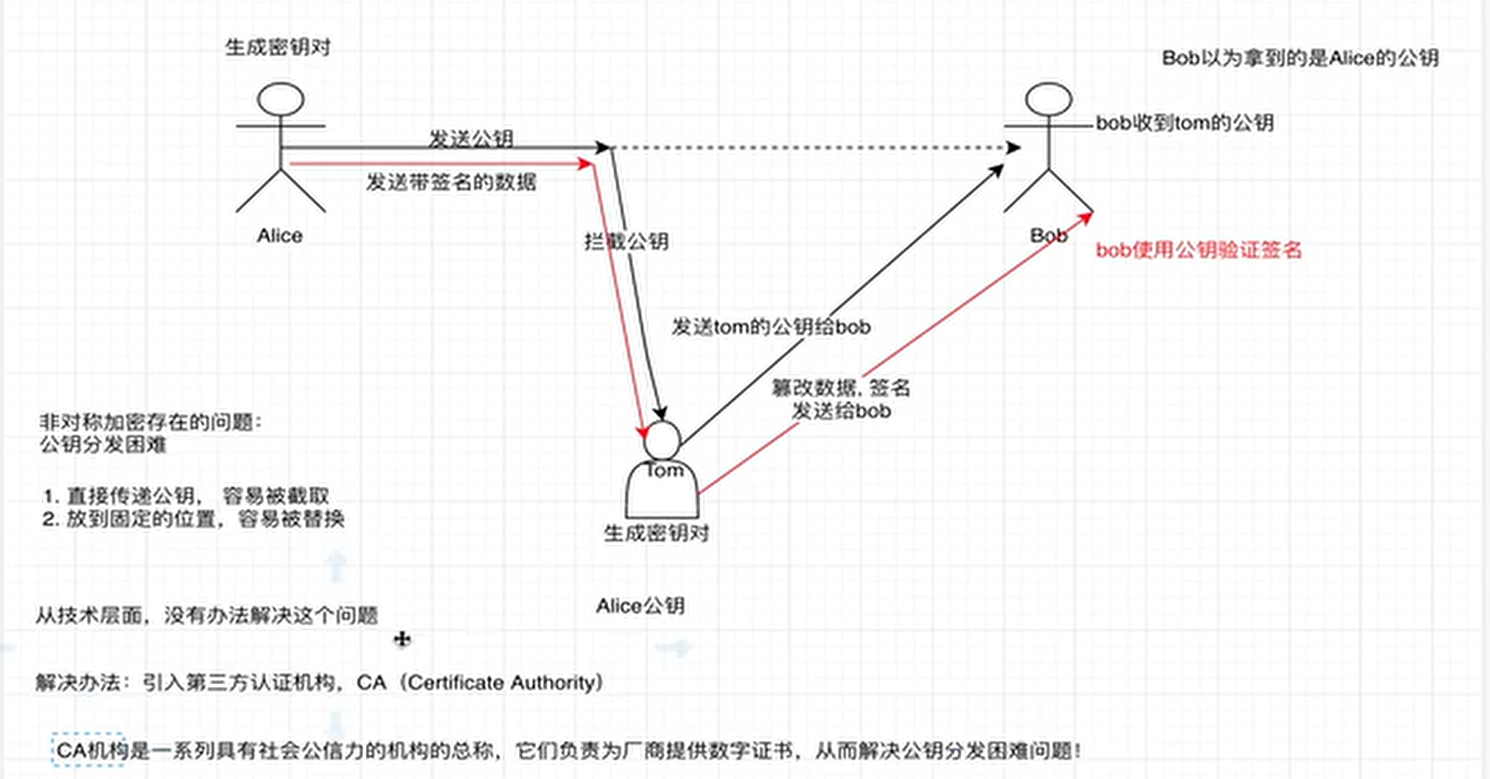 生成密钥对
Bob以为拿到的是Alice的公钥
bob收到tom的公钥
发送公钥
发送带签名的数据
Alice
拦截公钥
Bob
bob使用公钥验证签名
发送tom的公钥给bob
篡改数据, 签名
发送给bob
非对称加密存在的问题：
公钥分发困难
Tom
1. 直接传递公钥， 容易被截取
2. 放到固定的位置，容易被替换
生成密钥对
Alice公钥
从技术层面，没有办法解决这个问题
解决办法：引入第三方认证机构，CA（Certificate Authority）
CA机构是一系列具有社会公信力的机构的总称，它们负责为厂商提供数字证书，从而解决公钥分发困难问题！